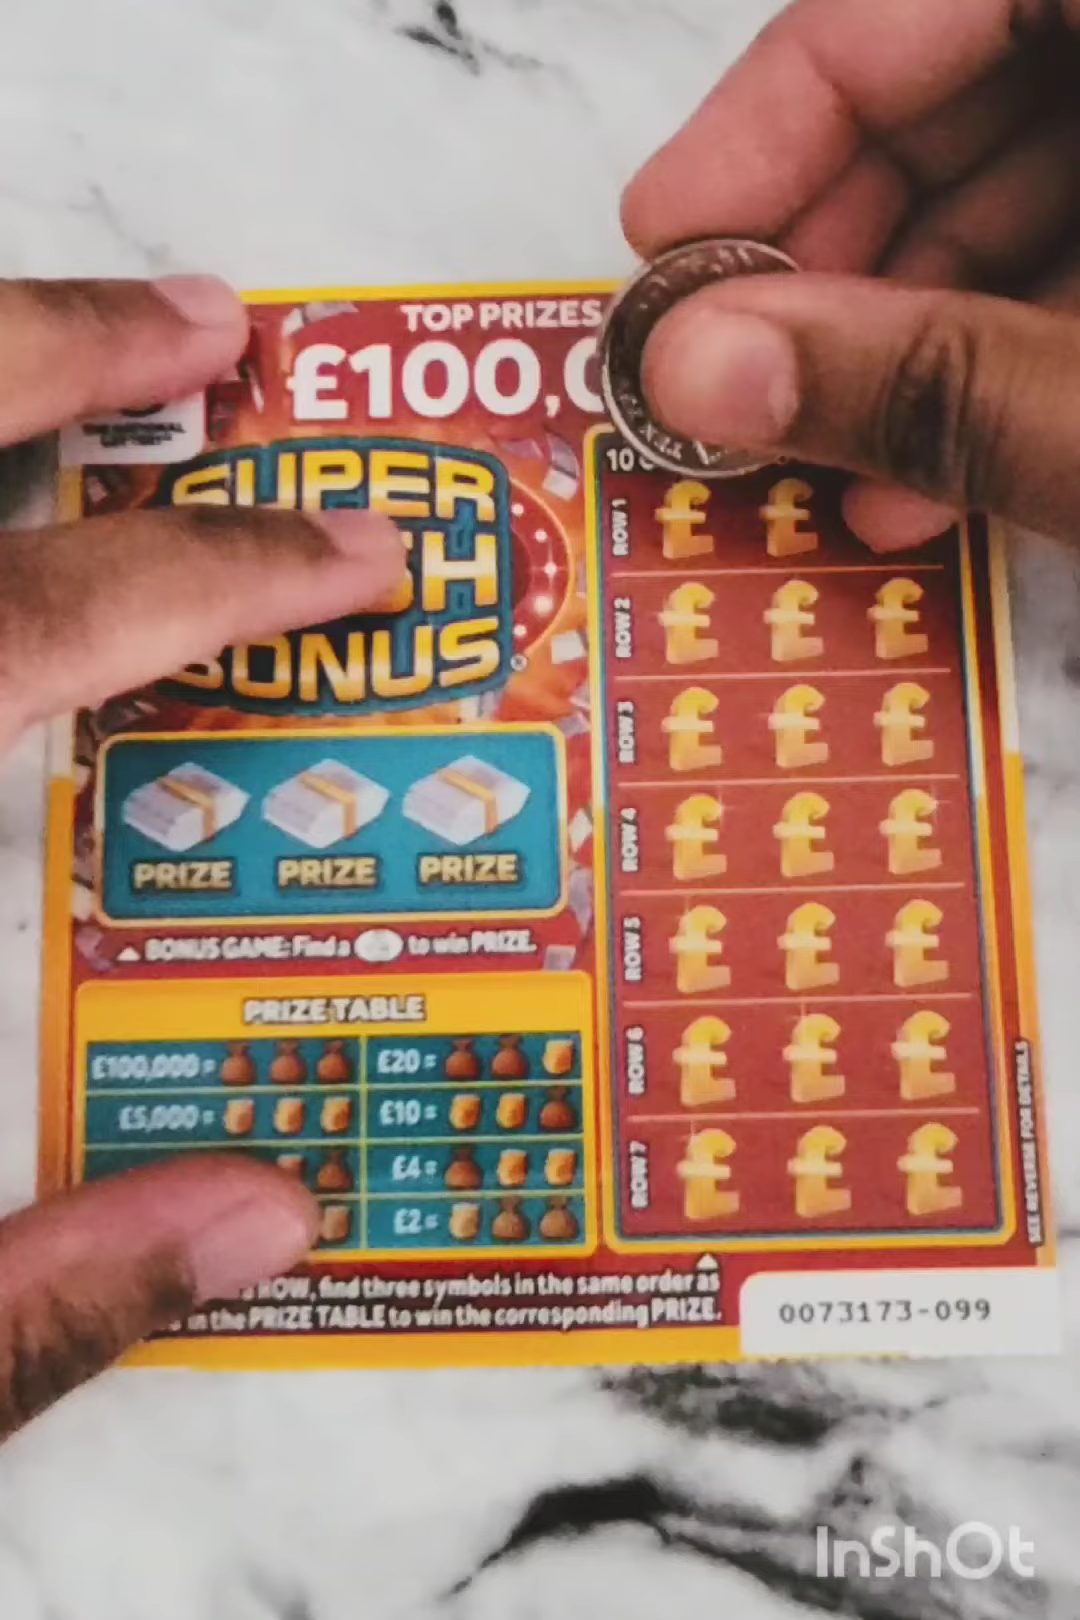 TOP PRIZES
£100,
SUPER
BONUS
10
ROW 1
£ £
ROW 2
£ £ £
ROW 3
£ £ £
ROW 4
£ £ £
ROW 5
£ £ £
ROW 6
£ £ £
ROW 7
£ £ £
PRIZE PRIZE PRIZE
BONUS GAME: Find a to win PRIZE.
PRIZE TABLE
£100,000 = £20 =
£5,000 = £10 =
£4 =
£2 =
ROW, find three symbols in the same order as
in the PRIZE TABLE to win the corresponding PRIZE.
SEE REVERSE FOR DETAILS
0073173-099
InShOt